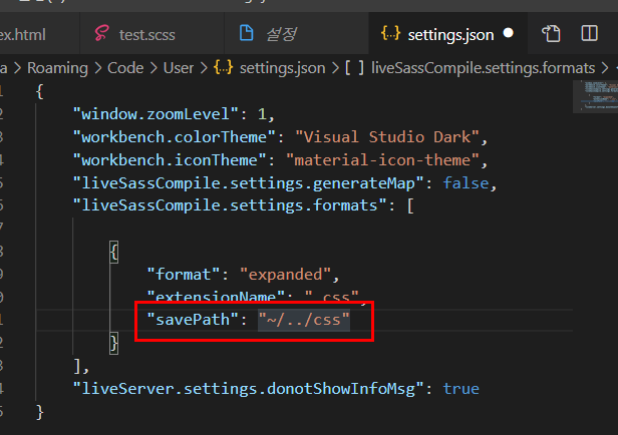 ex.html test.scss 설정 {..} settings.json
a > Roaming > Code > User > {..} settings.json > [ ] liveSassCompile.settings.formats >
{
"window.zoomLevel": 1,
"workbench.colorTheme": "Visual Studio Dark",
"workbench.iconTheme": "material-icon-theme",
"liveSassCompile.settings.generateMap": false,
"liveSassCompile.settings.formats": [
{
"format": "expanded",
"extensionName": ".css",
"savePath": "~/../css"
}
],
"liveServer.settings.donotShowInfoMsg": true
}